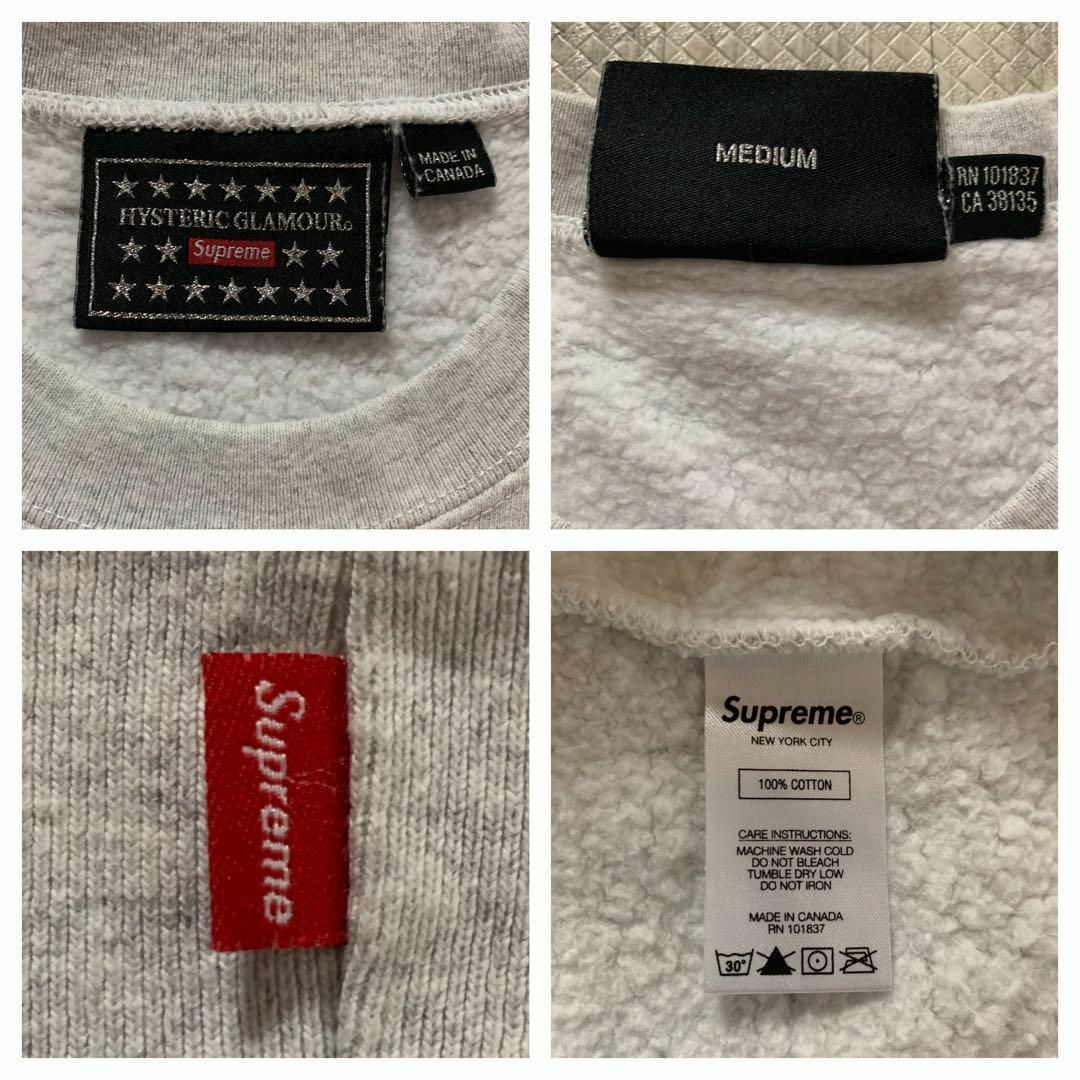 HYSTERIC GLAMOUR.
Supreme
MADE IN
CANADA
MEDIUM
RN 101837
CA 38135
Supreme
Supreme®
NEW YORK CITY
100% COTTON
CARE INSTRUCTIONS:
MACHINE WASH COLD
DO NOT BLEACH
TUMBLE DRY LOW
DO NOT IRON
MADE IN CANADA
RN 101837
30°